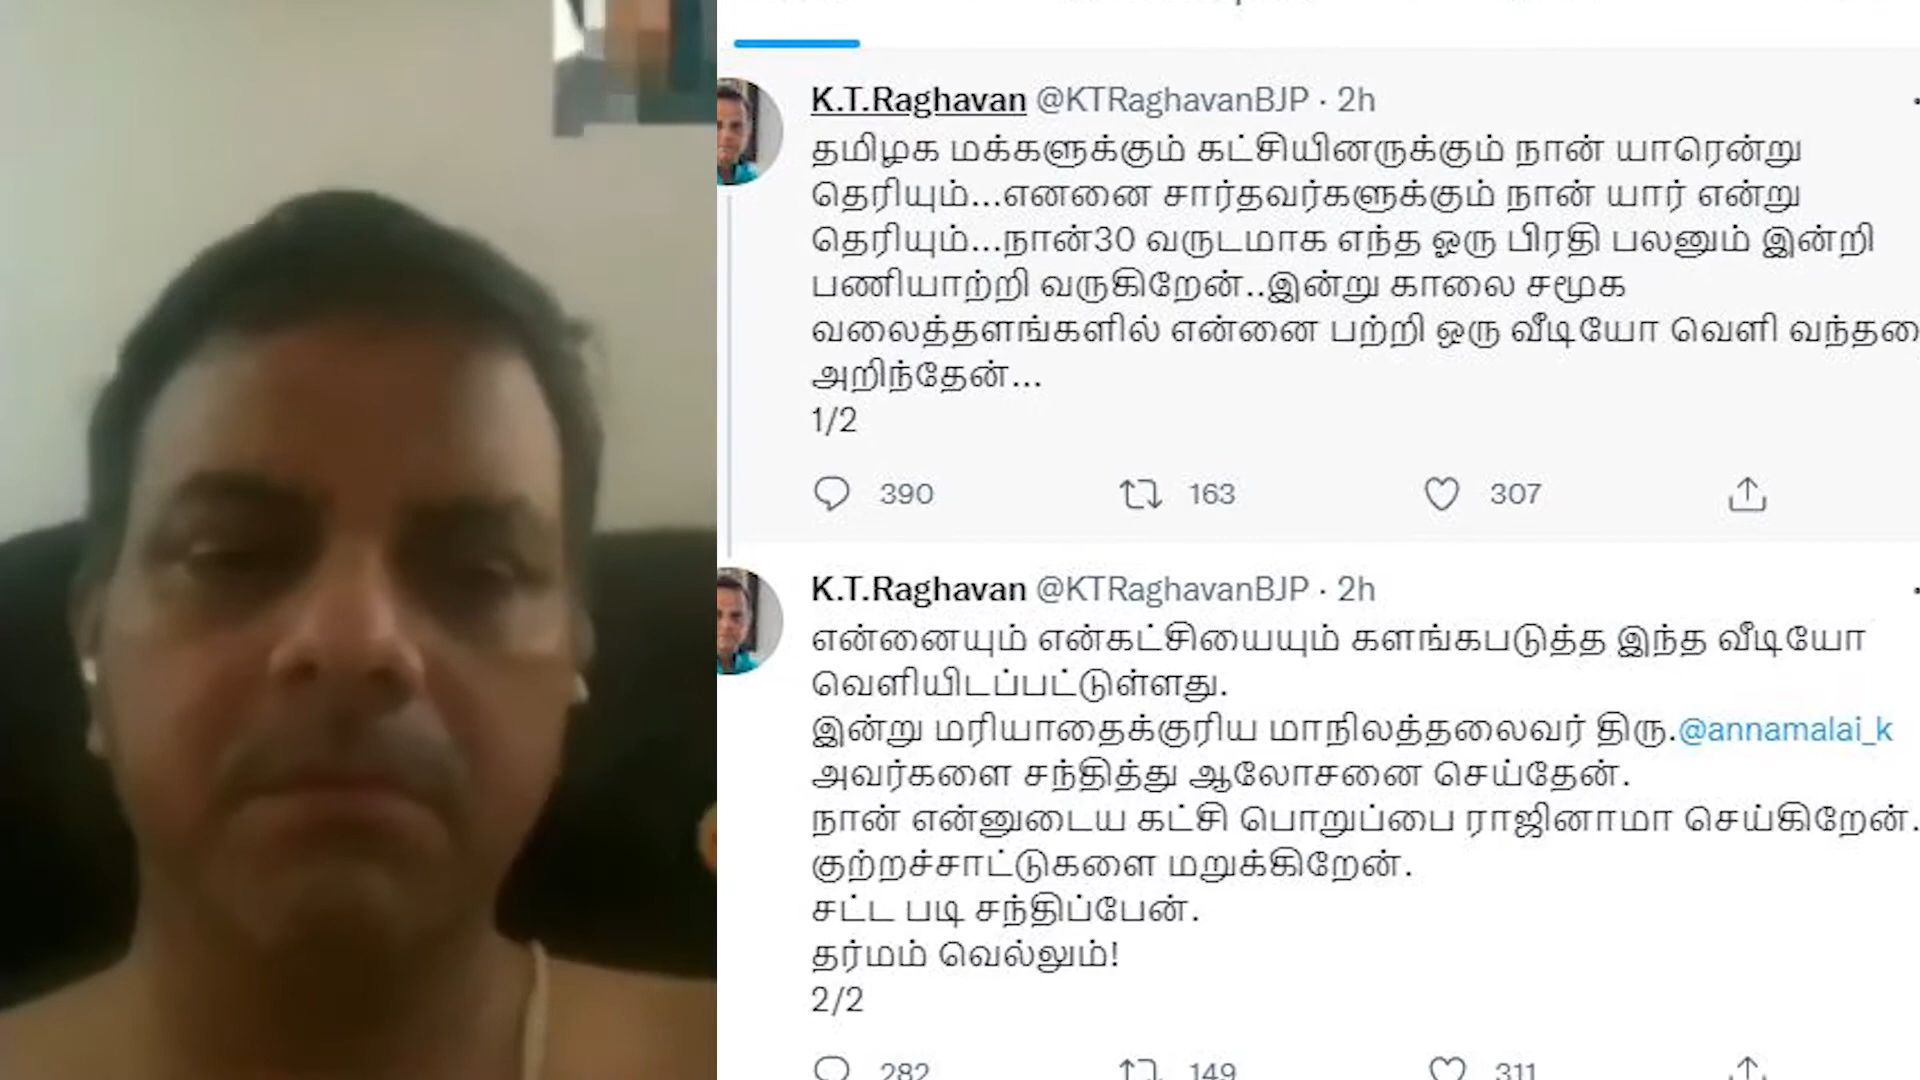 K.T.Raghavan @KTRaghavanBJP · 2h
தமிழக மக்களுக்கும் கட்சியினருக்கும் நான் யாரென்று
தெரியும்...எனனை சார்தவர்களுக்கும் நான் யார் என்று
தெரியும்...நான்30 வருடமாக எந்த ஓரு பிரதி பலனும் இன்றி
பணியாற்றி வருகிறேன்..இன்று காலை சமூக
வலைத்தளங்களில் என்னை பற்றி ஒரு வீடியோ வெளி
அறிந்தேன்...
1/2
390 163 307
K.T.Raghavan @KTRaghavanBJP · 2h
என்னையும் என்கட்சியையும் களங்கபடுத்த இந்த வீடியோ
வெளியிடப்பட்டுள்ளது.
இன்று மரியாதைக்குரிய மாநிலத்தலைவர் திரு.@annamalai_k
அவர்களை சந்தித்து ஆலோசனை செய்தேன்.
நான் என்னுடைய கட்சி பொறுப்பை ராஜினாமா செய்கிறேன்.
குற்றச்சாட்டுகளை மறுக்கிறேன்.
சட்ட படி சந்திப்பேன்.
தர்மம் வெல்லும்!
2/2
282 149 311